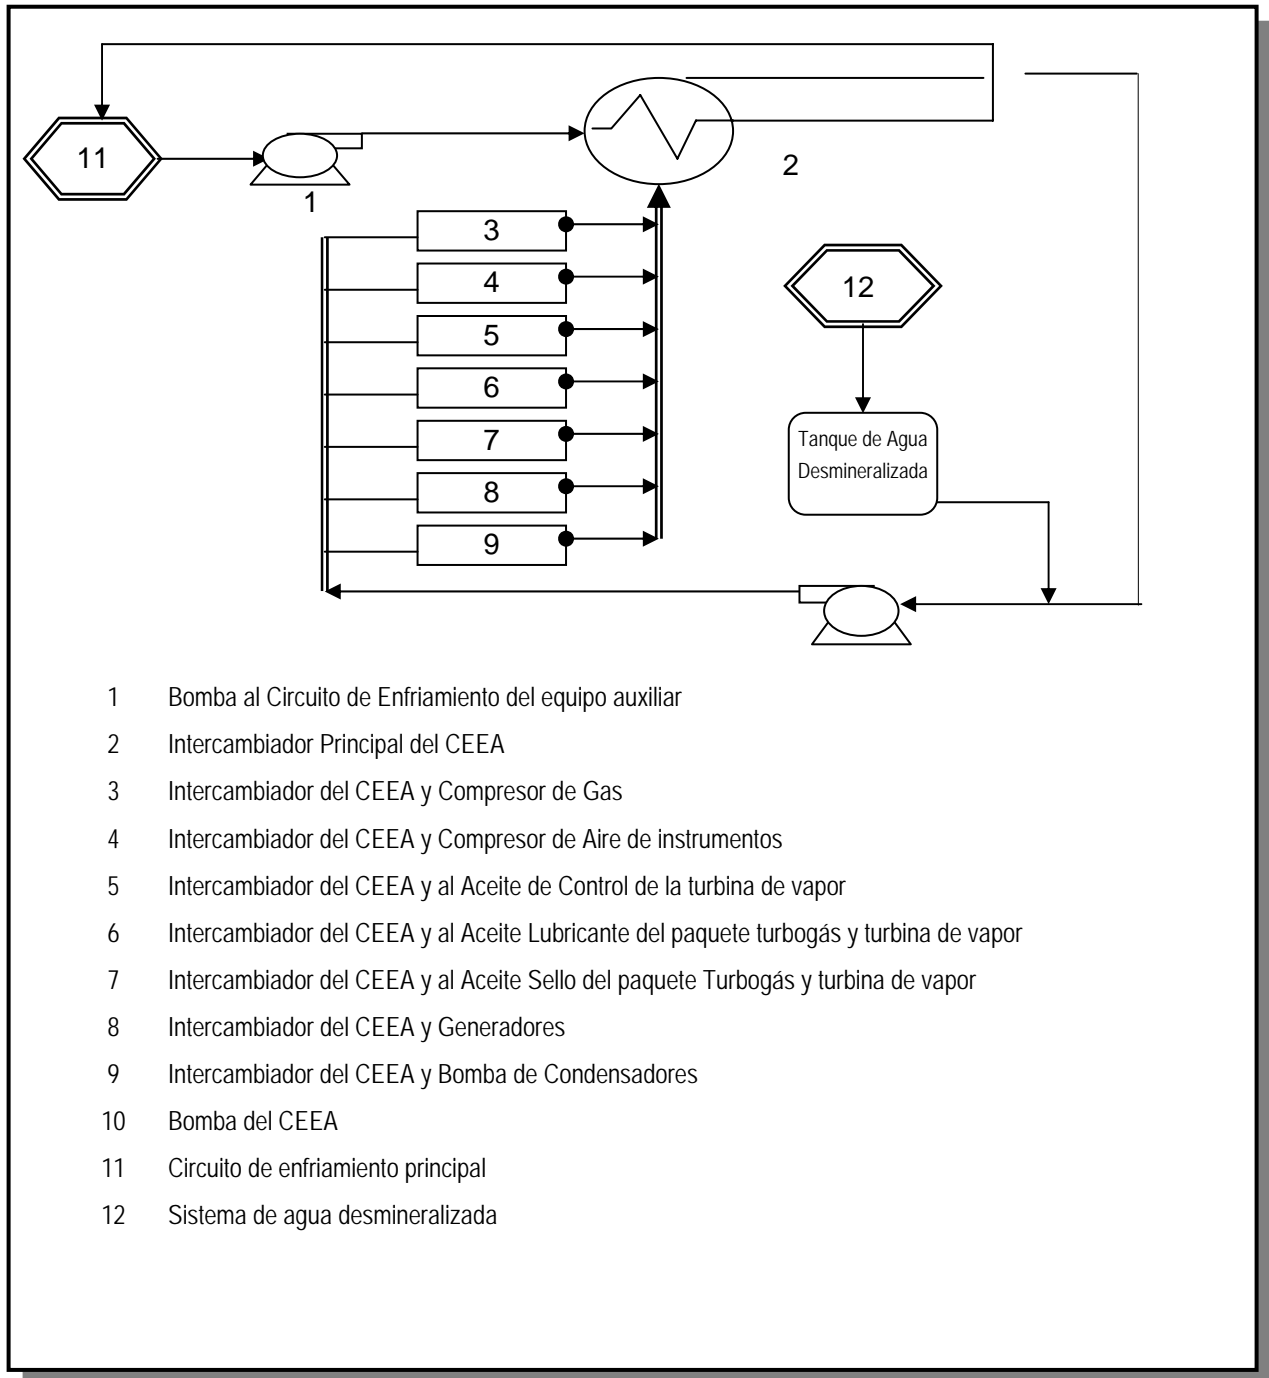 11
1
2
3
4
5
6
7
8
9
12
Tanque de Agua
Desmineralizada
1 Bomba al Circuito de Enfriamiento del equipo auxiliar
2 Intercambiador Principal del CEEA
3 Intercambiador del CEEA y Compresor de Gas
4 Intercambiador del CEEA y Compresor de Aire de instrumentos
5 Intercambiador del CEEA y al Aceite de Control de la turbina de vapor
6 Intercambiador del CEEA y al Aceite Lubricante del paquete turbogás y turbina de vapor
7 Intercambiador del CEEA y al Aceite Sello del paquete Turbogás y turbina de vapor
8 Intercambiador del CEEA y Generadores
9 Intercambiador del CEEA y Bomba de Condensadores
10 Bomba del CEEA
11 Circuito de enfriamiento principal
12 Sistema de agua desmineralizada